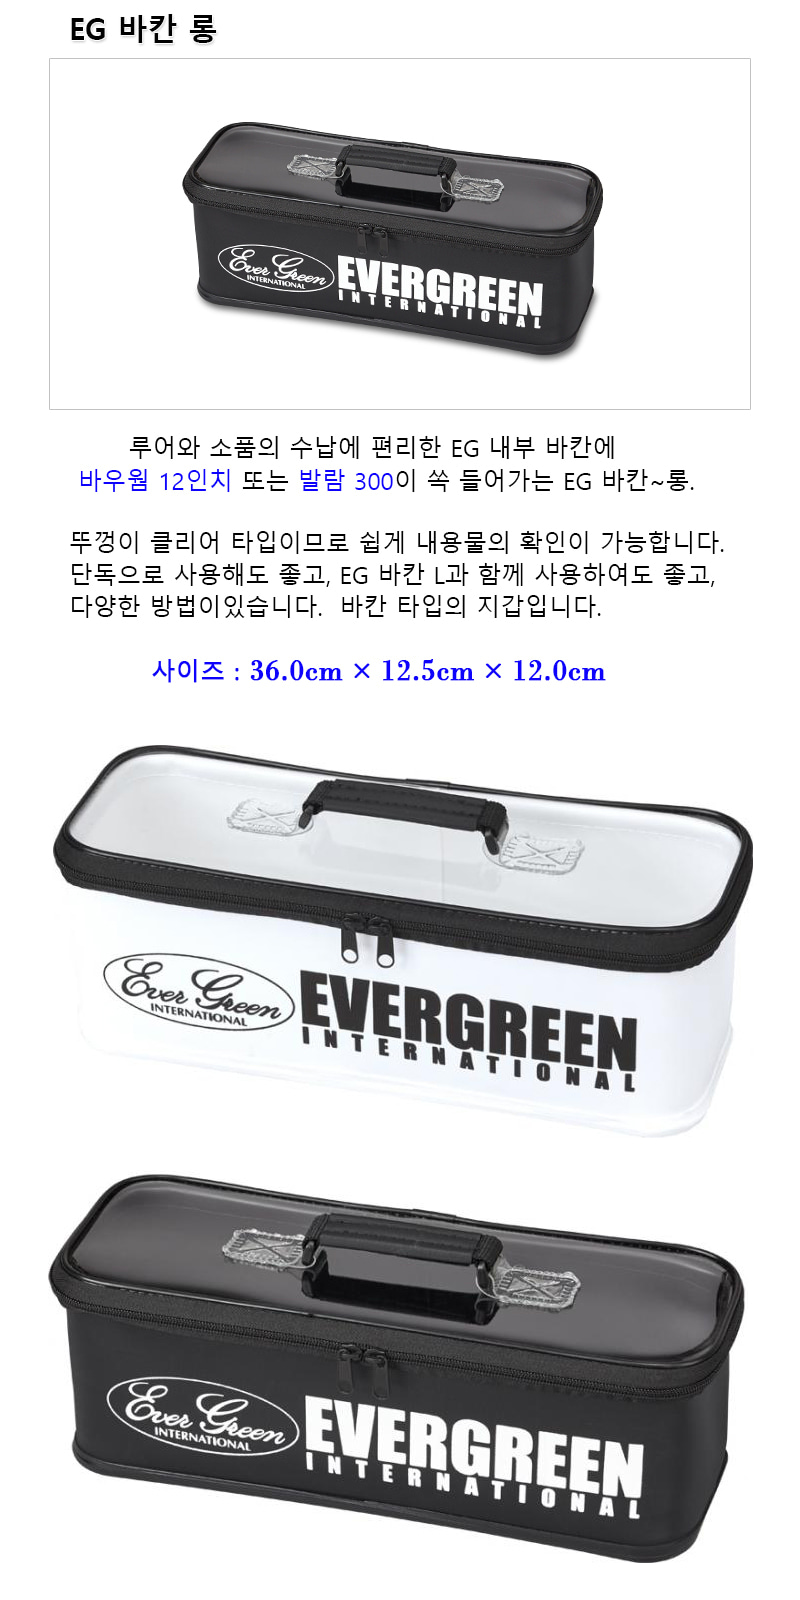 EG 바칸 롱
Ever Green
INTERNATIONAL
EVERGREEN
INTERNATIONAL
루어와 소품의 수납에 편리한 EG 내부 바칸에
바우웜 12인치 또는 발람 300이 쏙 들어가는 EG 바칸~롱.
뚜껑이 클리어 타입이므로 쉽게 내용물의 확인이 가능합니다.
단독으로 사용해도 좋고, EG 바칸 L과 함께 사용하여도 좋고,
다양한 방법이있습니다. 바칸 타입의 지갑입니다.
사이즈 : 36.0cm × 12.5cm × 12.0cm
Ever Green
INTERNATIONAL
EVERGREEN
INTERNATIONAL
Ever Green
INTERNATIONAL
EVERGREEN
INTERNATIONAL